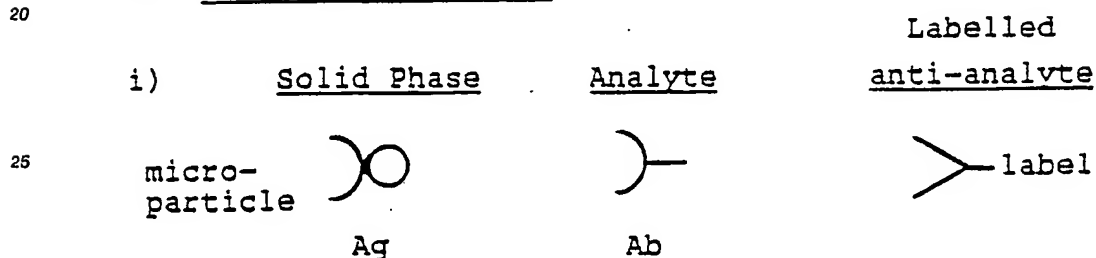 20
Labelled
i) Solid Phase Analyte anti-analyte
25 micro- label
particle
Ag Ab